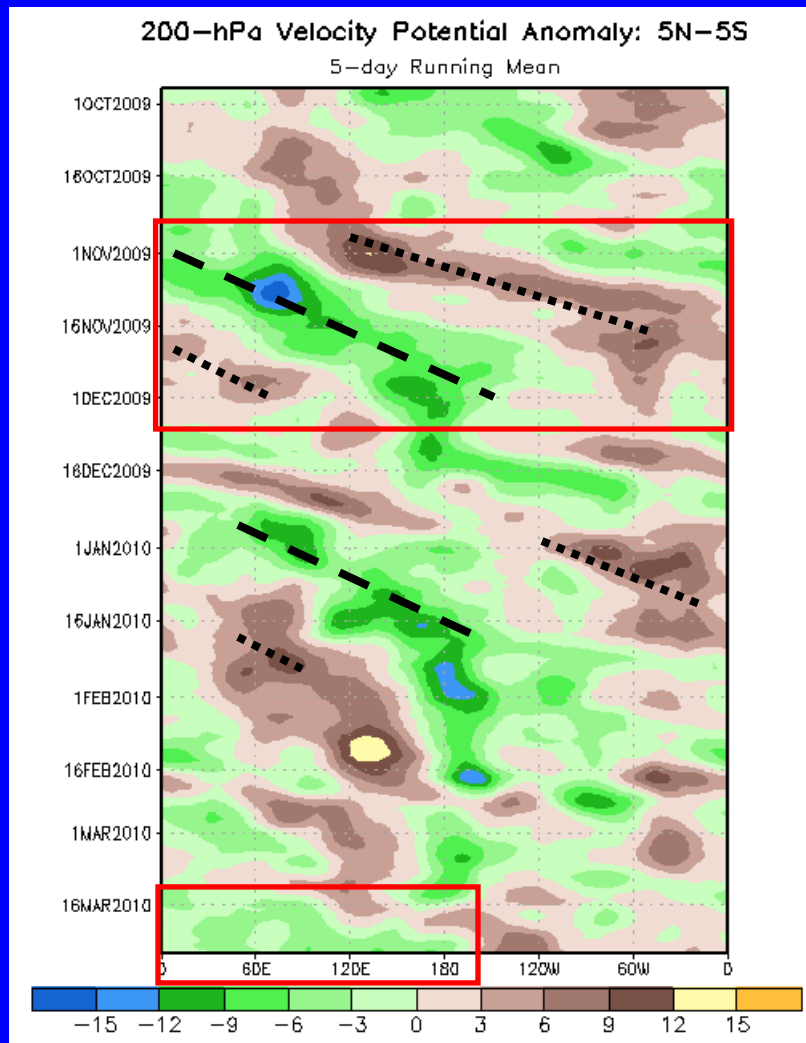 200-hPa Velocity Potential Anomaly: 5N-5S
5-day Running Mean
1OCT2009
16OCT2009
1NOV2009
16NOV2009
1DEC2009
16DEC2009
1JAN2010
16JAN2010
1FEB2010
16FEB2010
1MAR2010
16MAR2010
0 60E 120E 180 120W 60W 0
-15 -12 -9 -6 -3 0 3 6 9 12 15